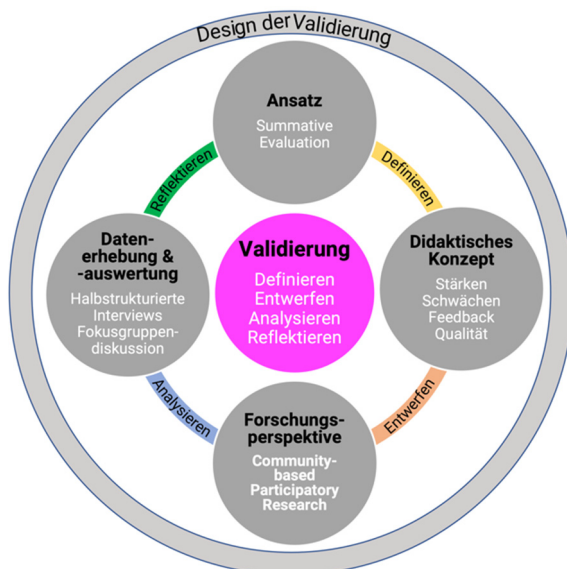 Design der Validierung
Ansatz
Summative
Evaluation
Reflektieren
Definieren
Daten-
erhebung &
-auswertung
Halbstrukturierte
Interviews
Fokusgruppen-
diskussion
Validierung
Definieren
Entwerfen
Analysieren
Reflektieren
Didaktisches
Konzept
Stärken
Schwächen
Feedback
Qualität
Analysieren
Entwerfen
Forschungs-
perspektive
Community-
based
Participatory
Research